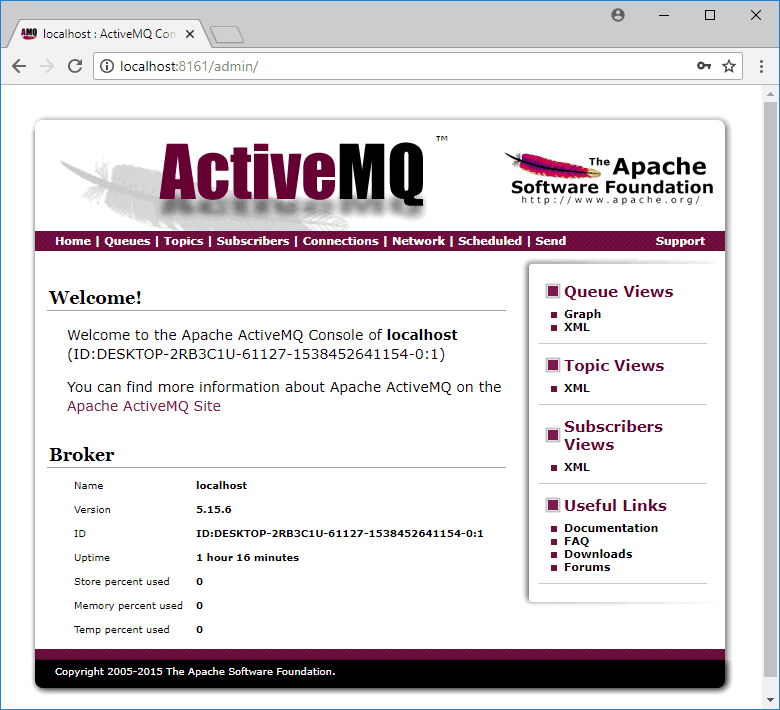 AMQ localhost : ActiveMQ Con
localhost:8161/admin/
ActiveMQ™
The Apache
Software Foundation
http://www.apache.org/
Home | Queues | Topics | Subscribers | Connections | Network | Scheduled | Send
Support
Welcome!
Welcome to the Apache ActiveMQ Console of localhost
(ID:DESKTOP-2RB3C1U-61127-1538452641154-0:1)
You can find more information about Apache ActiveMQ on the
Apache ActiveMQ Site
Broker
Name localhost
Version 5.15.6
ID ID:DESKTOP-2RB3C1U-61127-1538452641154-0:1
Uptime 1 hour 16 minutes
Store percent used 0
Memory percent used 0
Temp percent used 0
Queue Views
Graph
XML
Topic Views
XML
Subscribers
Views
XML
Useful Links
Documentation
FAQ
Downloads
Forums
Copyright 2005-2015 The Apache Software Foundation.